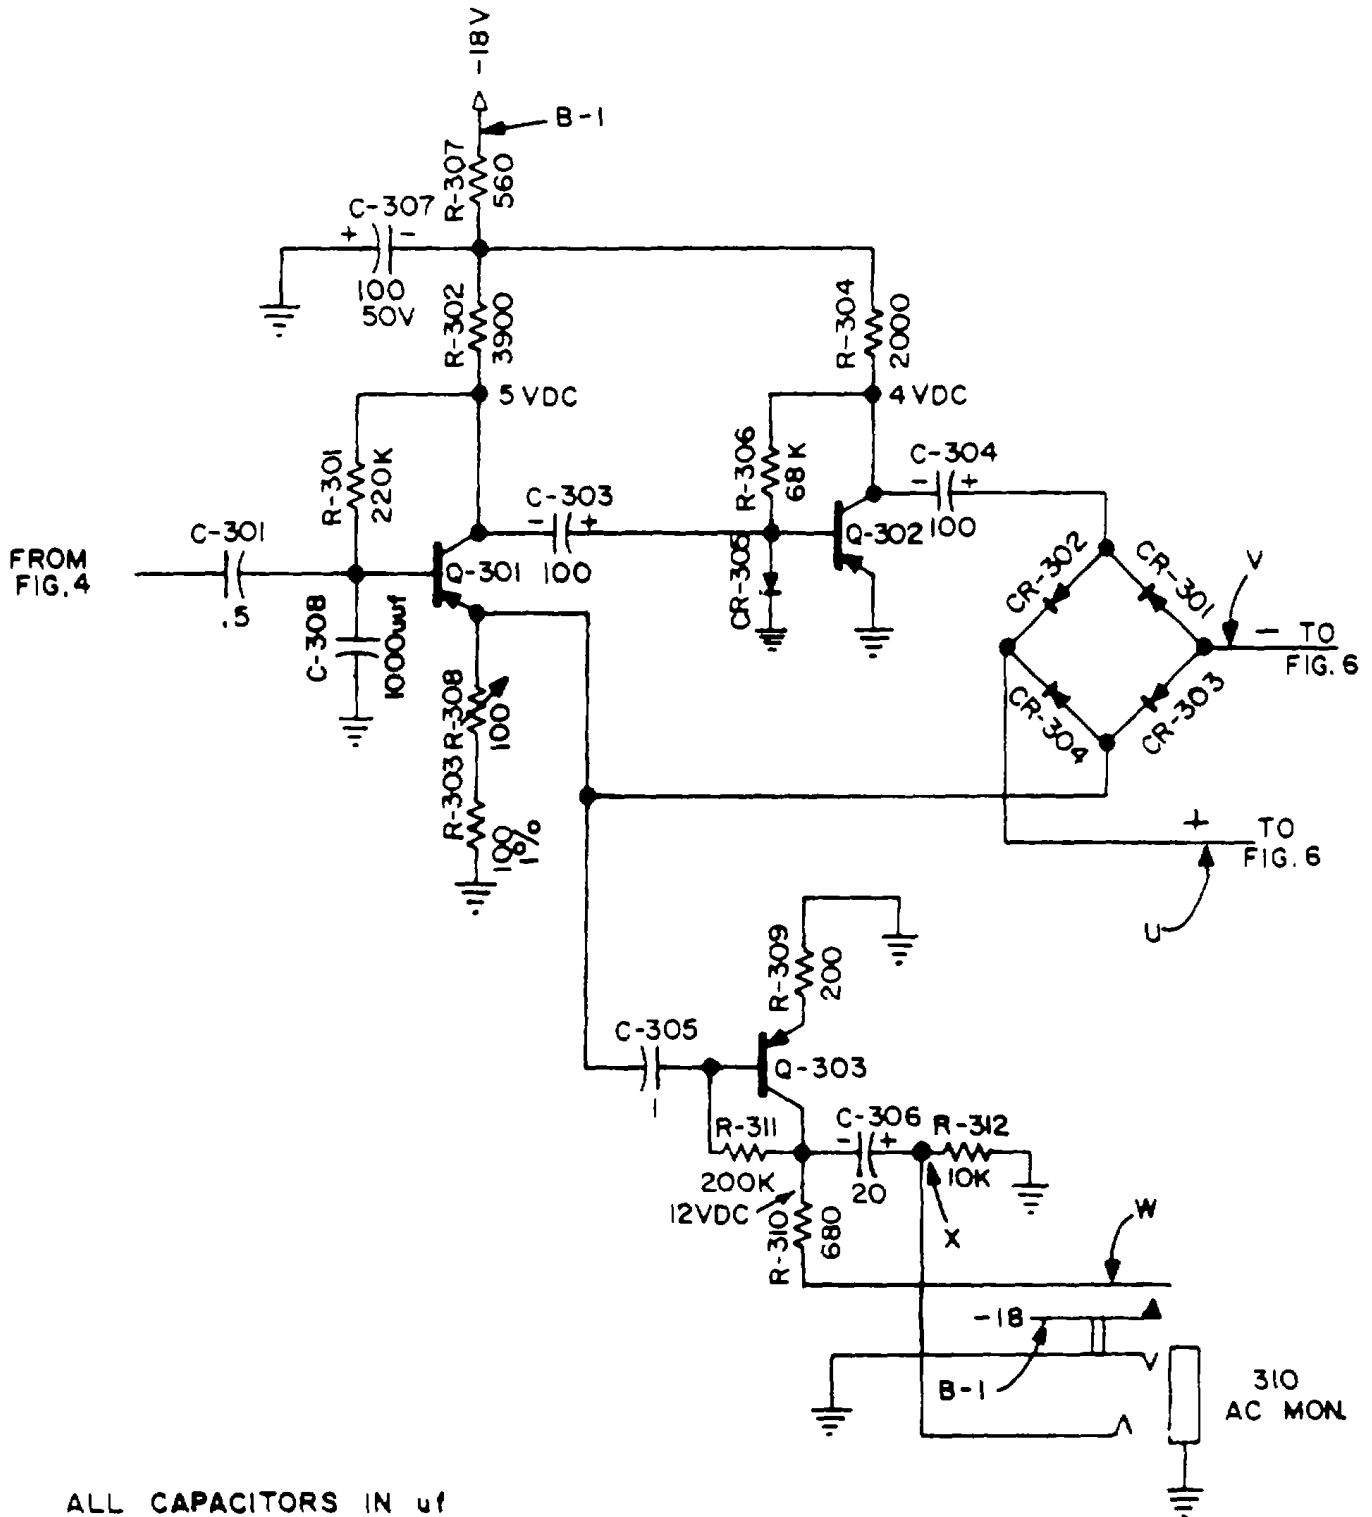 -18V
B-1
R-307
560
C-307
+ -
100
50V
R-302
3900
R-304
2000
5 VDC
4 VDC
R-301
220K
R-306
68K
C-304
- +
100
C-303
- +
100
C-301
.5
FROM
FIG. 4
Q-301
Q-302
CR-305
CR-302
CR-301
V
- TO
FIG. 6
C-308
1000uuf
R-308
100
CR-304
CR-303
R-303
100
1%
+ TO
FIG. 6
U
R-309
200
C-305
1
Q-303
C-306
- +
20
R-312
10K
R-311
200K
12VDC
R-310
680
X
W
-18
B-1
310
AC MON.
ALL CAPACITORS IN uf